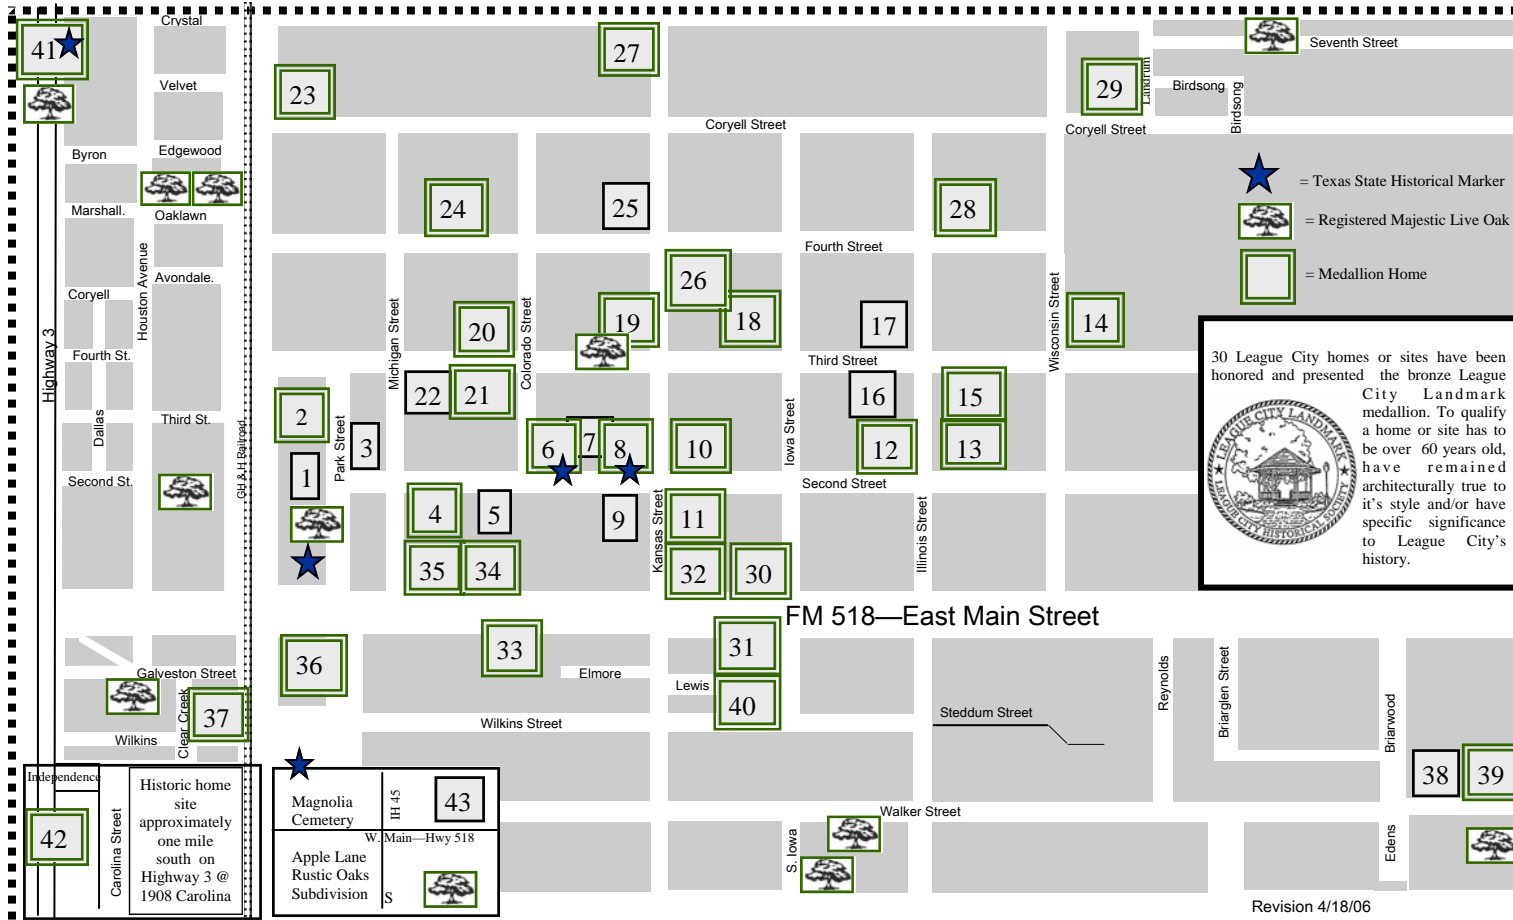 Crystal
Velvet
Byron
Edgewood
Marshall.
Oaklawn
Houston Avenue
Avondale.
Coryell
Highway 3
Fourth St.
Dallas
Third St.
Second St.
GH & H Railroad
Galveston Street
Clear Creek
Wilkins
41
23
27
29
Landrum
Birdsong
Birdsong
Seventh Street
Coryell Street
Coryell Street
24
25
28
Fourth Street
Michigan Street
Colorado Street
20
19
26
18
17
14
Wisconsin Street
Third Street
22
21
16
15
2
Park Street
3
1
6
7
8
10
Iowa Street
12
13
Second Street
4
5
9
Kansas Street
11
Illinois Street
35
34
32
30
FM 518—East Main Street
36
33
Elmore
31
Lewis
40
Wilkins Street
Steddum Street
Reynolds
Briarglen Street
Briarwood
37
38
39
Walker Street
S. Iowa
Edens
= Texas State Historical Marker
= Registered Majestic Live Oak
= Medallion Home
30 League City homes or sites have been
honored and presented the bronze League
City Landmark
medallion. To qualify
a home or site has to
be over 60 years old,
have remained
architecturally true to
it's style and/or have
specific significance
to League City's
history.
LEAGUE CITY LANDMARK
LEAGUE CITY HISTORICAL SOCIETY
Independence
42
Carolina Street
Historic home
site
approximately
one mile
south on
Highway 3 @
1908 Carolina
Magnolia
Cemetery
IH 45
43
W. Main—Hwy 518
Apple Lane
Rustic Oaks
Subdivision
S
Revision 4/18/06